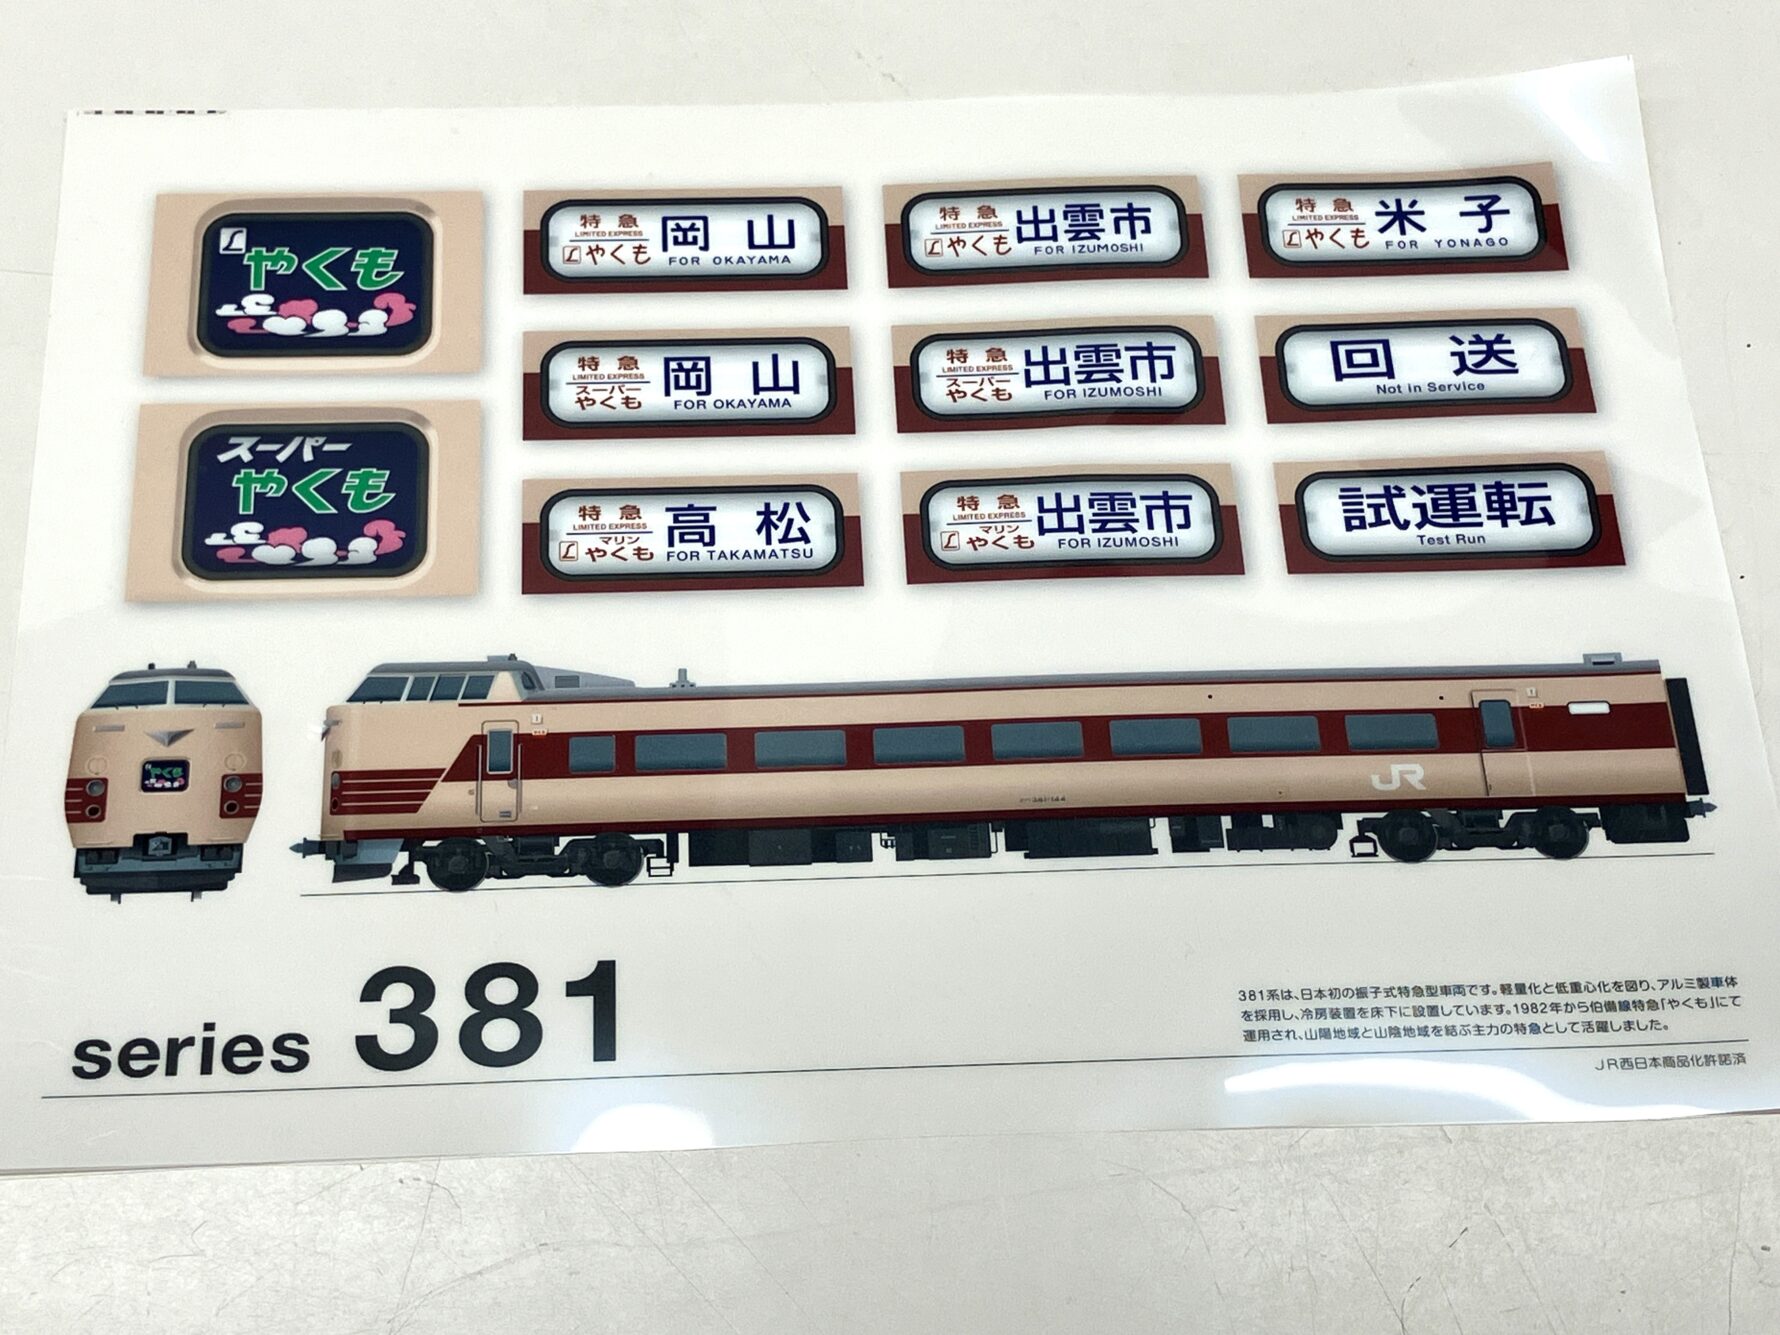 L
やくも
スーパー
やくも
特急
LIMITED EXPRESS
L やくも
岡山
FOR OKAYAMA
特急
LIMITED EXPRESS
L やくも
出雲市
FOR IZUMOSHI
特急
LIMITED EXPRESS
L やくも
米子
FOR YONAGO
特急
LIMITED EXPRESS
スーパー
やくも
岡山
FOR OKAYAMA
特急
LIMITED EXPRESS
スーパー
やくも
出雲市
FOR IZUMOSHI
回送
Not in Service
特急
LIMITED EXPRESS
マリン
L やくも
高松
FOR TAKAMATSU
特急
LIMITED EXPRESS
マリン
L やくも
出雲市
FOR IZUMOSHI
試運転
Test Run
やくも
JR
series 381
381系は、日本初の振子式特急型車両です。軽量化と低重心化を図り、アルミ製車体
を採用し、冷房装置を床下に設置しています。1982年から伯備線特急「やくも」にて
運用され、山陽地域と山陰地域を結ぶ主力の特急として活躍しました。
JR西日本商品化許諾済